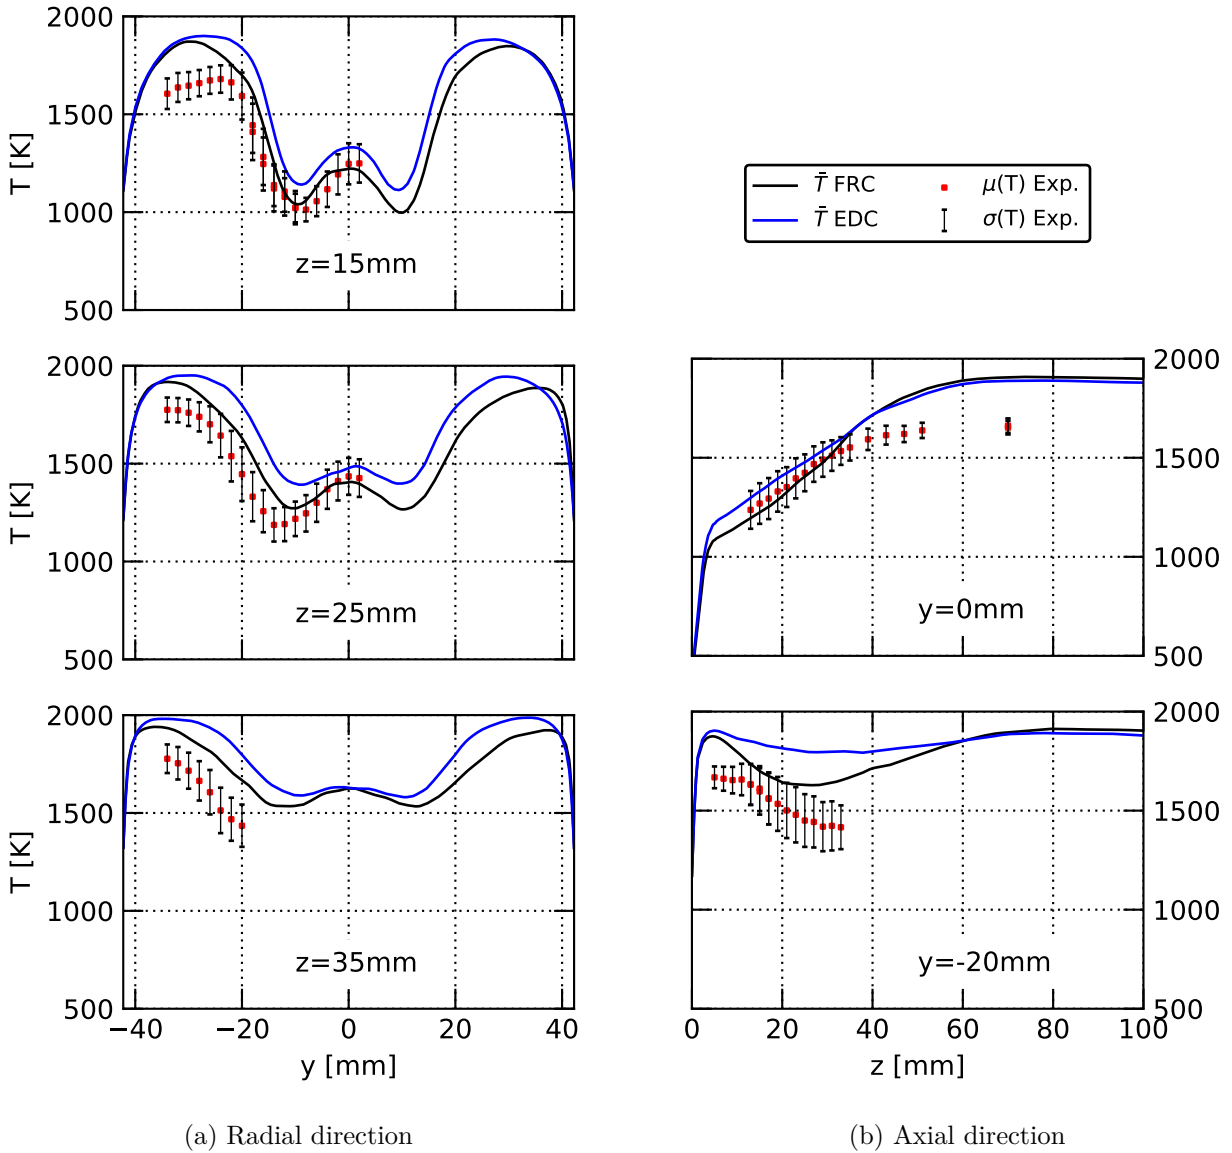 2000
1500
1000
500
T [K]
z=15mm
T̄ FRC
T̄ EDC
μ(T) Exp.
σ(T) Exp.
2000
1500
1000
500
T [K]
z=25mm
2000
1500
1000
500
y=0mm
2000
1500
1000
500
T [K]
z=35mm
−40 −20 0 20 40
y [mm]
2000
1500
1000
500
y=-20mm
0 20 40 60 80 100
z [mm]
(a) Radial direction
(b) Axial direction